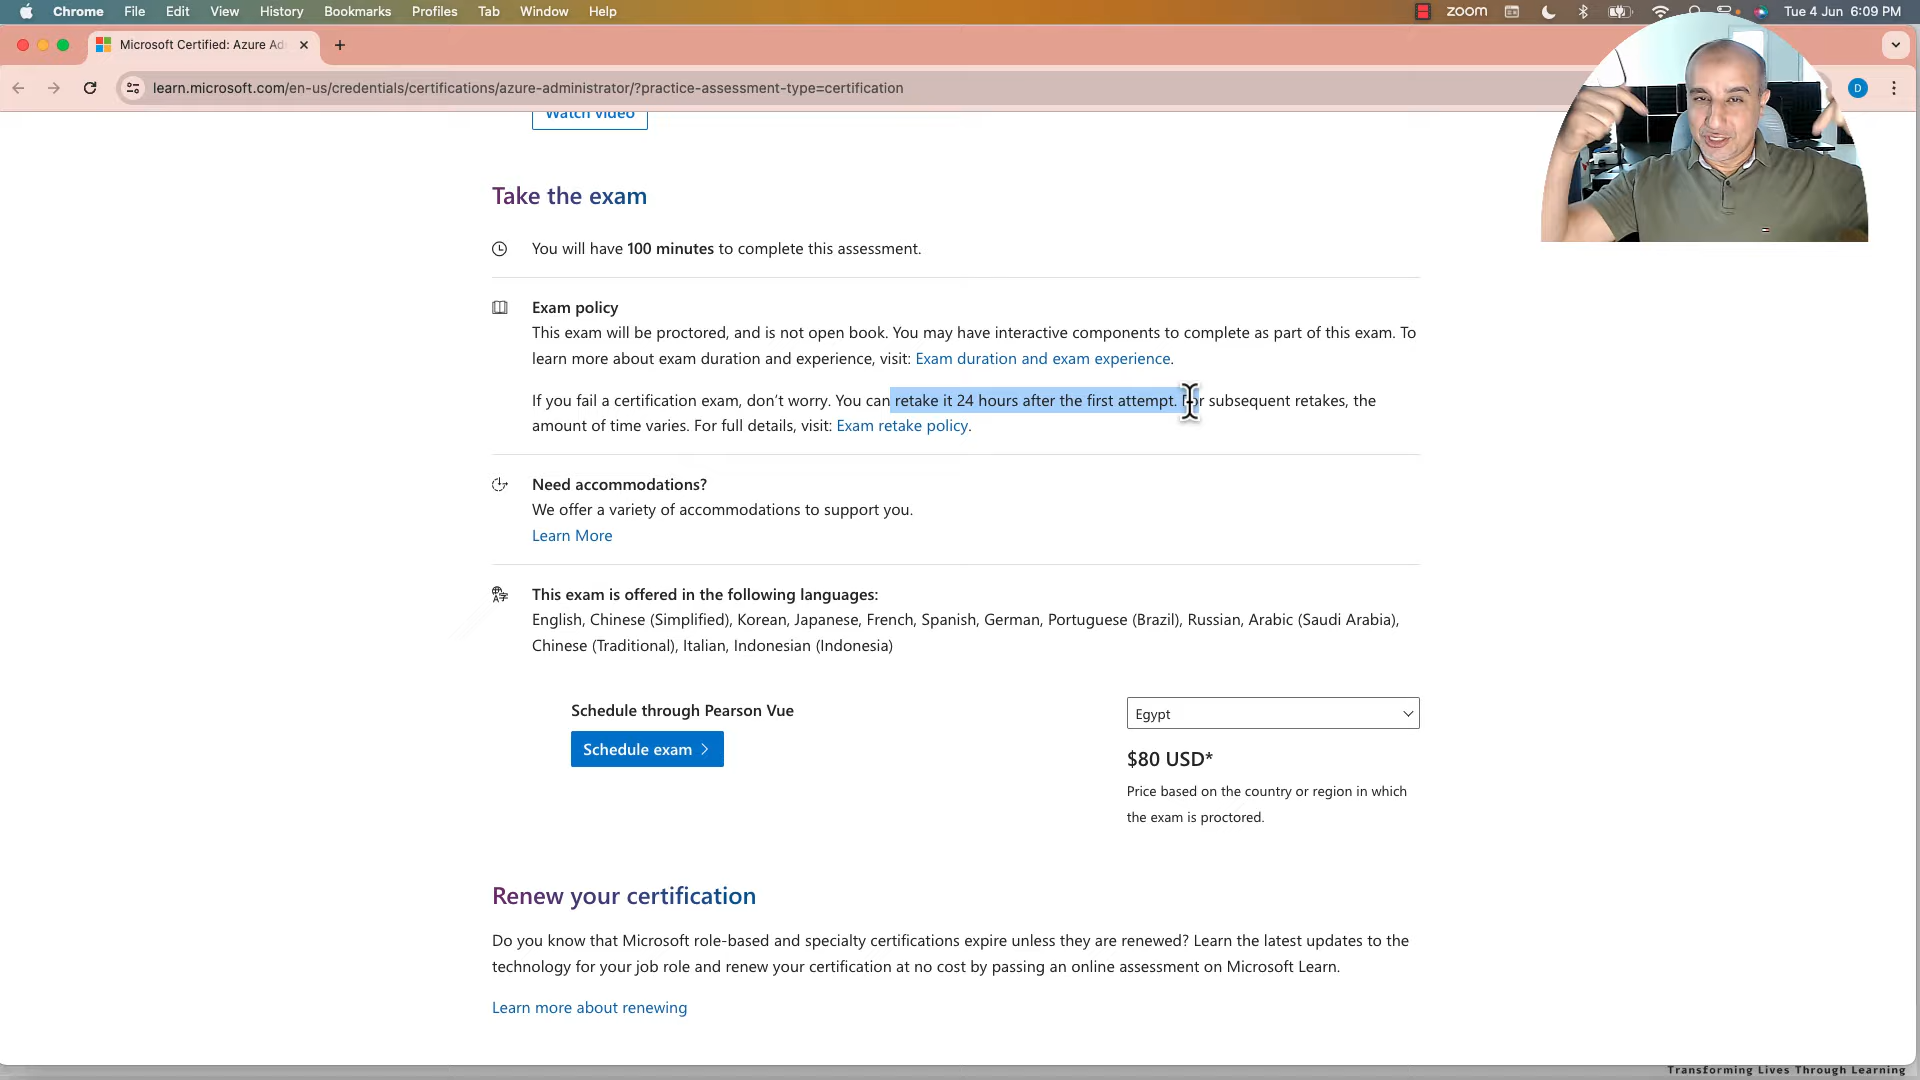 Chrome File Edit View History Bookmarks Profiles Tab Window Help zoom Tue 4 Jun 6:09 PM
Microsoft Certified: Azure Ad
learn.microsoft.com/en-us/credentials/certifications/azure-administrator/?practice-assessment-type=certification D
Watch video
Take the exam
You will have 100 minutes to complete this assessment.
Exam policy
This exam will be proctored, and is not open book. You may have interactive components to complete as part of this exam. To
learn more about exam duration and experience, visit: Exam duration and exam experience.
If you fail a certification exam, don’t worry. You can retake it 24 hours after the first attempt. For subsequent retakes, the
amount of time varies. For full details, visit: Exam retake policy.
Need accommodations?
We offer a variety of accommodations to support you.
Learn More
This exam is offered in the following languages:
English, Chinese (Simplified), Korean, Japanese, French, Spanish, German, Portuguese (Brazil), Russian, Arabic (Saudi Arabia),
Chinese (Traditional), Italian, Indonesian (Indonesia)
Schedule through Pearson Vue
Egypt
Schedule exam
$80 USD*
Price based on the country or region in which
the exam is proctored.
Renew your certification
Do you know that Microsoft role-based and specialty certifications expire unless they are renewed? Learn the latest updates to the
technology for your job role and renew your certification at no cost by passing an online assessment on Microsoft Learn.
Learn more about renewing
Transforming Lives Through Learning